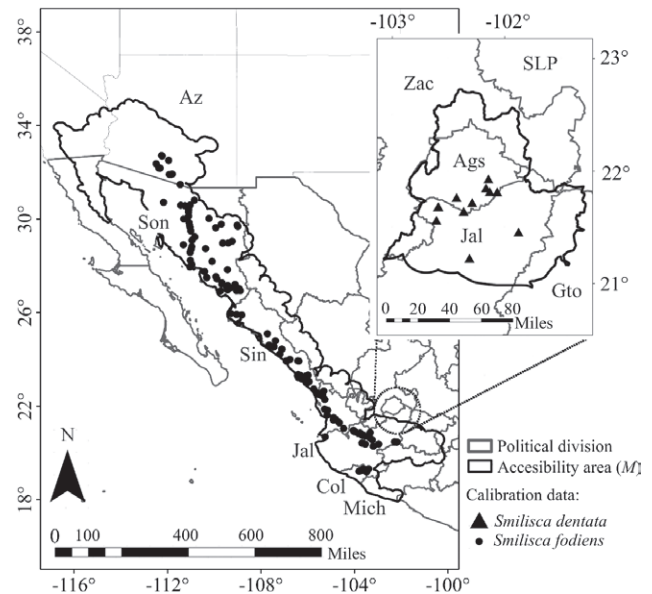 38°
34°
30°
26°
22°
18°
-116°
-112°
-108°
-104°
-100°
Az
Son
Sin
Jal
Col
Mich
N
0 100 200 400 600 800
Miles
-103° -102°
23°
22°
21°
SLP
Zac
Ags
Jal
Gto
0 20 40 60 80
Miles
Political division
Accesibility area (M)
Calibration data:
Smilisca dentata
Smilisca fodiens